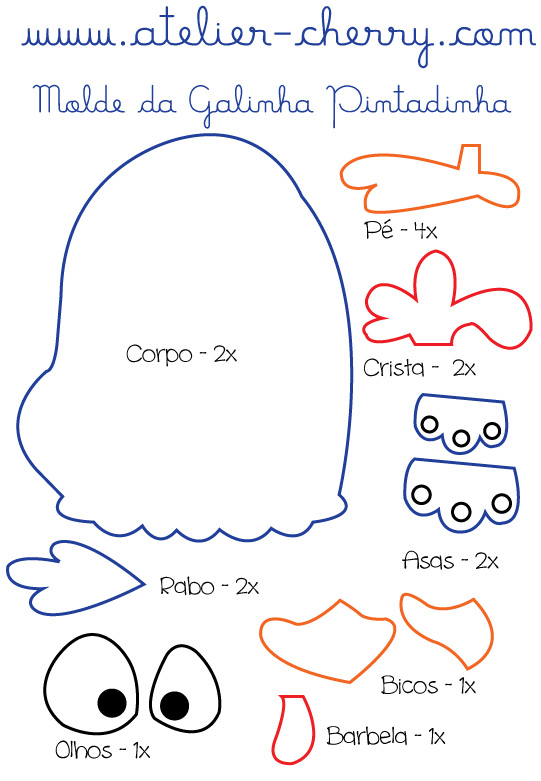 www.atelier-cherry.com
Molde da Galinha Pintadinha
Pé - 4x
Corpo - 2x
Crista - 2x
Asas - 2x
Rabo - 2x
Bicos - 1x
Barbela - 1x
Olhos - 1x